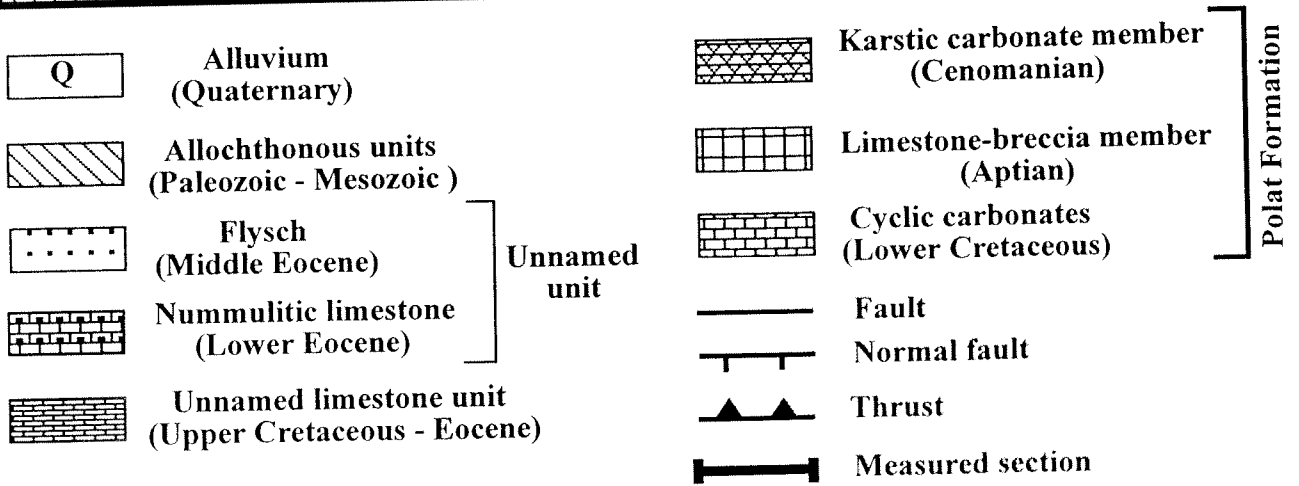 Q
Alluvium
(Quaternary)
Allochthonous units
(Paleozoic - Mesozoic )
Flysch
(Middle Eocene)
Nummulitic limestone
(Lower Eocene)
Unnamed
unit
Unnamed limestone unit
(Upper Cretaceous - Eocene)
Karstic carbonate member
(Cenomanian)
Limestone-breccia member
(Aptian)
Cyclic carbonates
(Lower Cretaceous)
Polat Formation
Fault
Normal fault
Thrust
Measured section